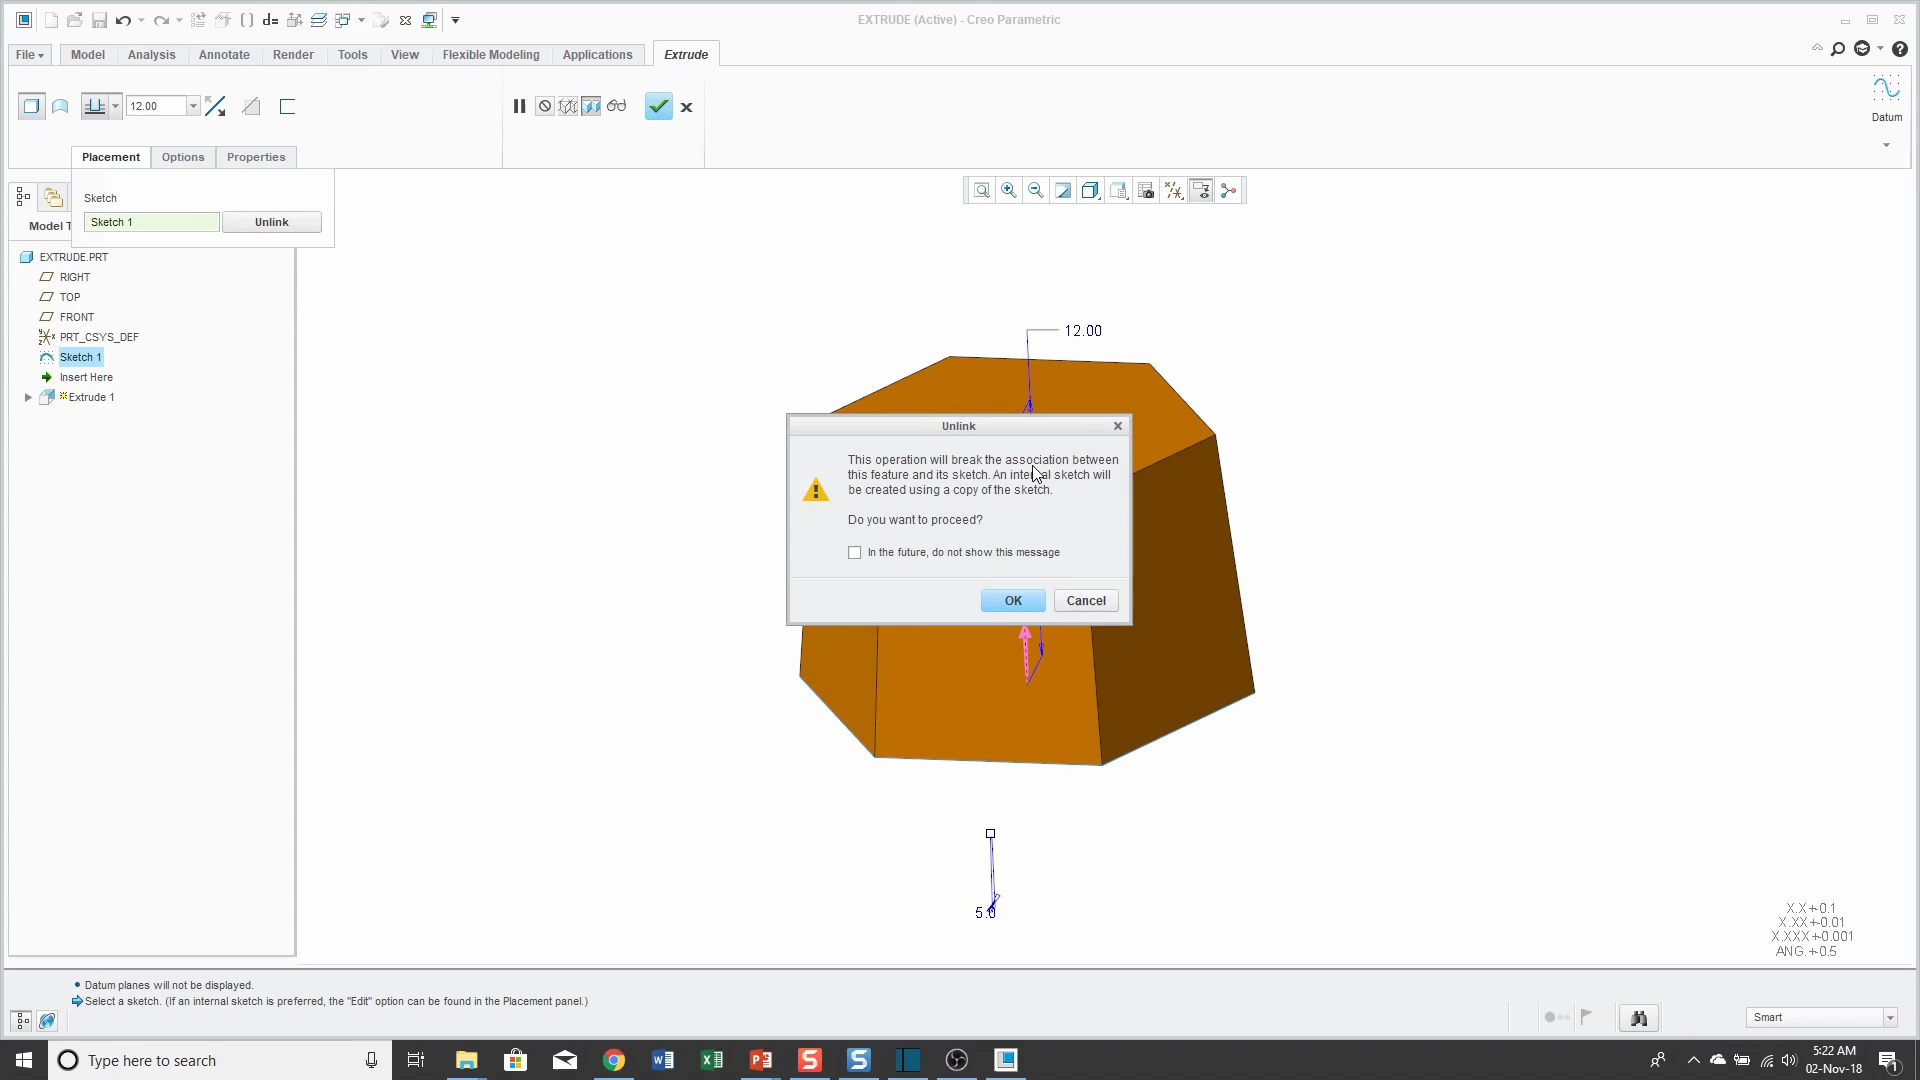 EXTRUDE (Active) - Creo Parametric
File
Model
Analysis
Annotate
Render
Tools
View
Flexible Modeling
Applications
Extrude
12.00
Datum
Placement
Options
Properties
Sketch
Sketch 1
Unlink
Model T
EXTRUDE.PRT
RIGHT
TOP
FRONT
PRT_CSYS_DEF
Sketch 1
Insert Here
Extrude 1
12.00
Unlink
This operation will break the association between
this feature and its sketch. An internal sketch will
be created using a copy of the sketch.
Do you want to proceed?
In the future, do not show this message
OK
Cancel
5.0
X.X +-0.1
X.XX +-0.01
X.XXX +-0.001
ANG. +-0.5
Datum planes will not be displayed.
Select a sketch. (If an internal sketch is preferred, the "Edit" option can be found in the Placement panel.)
Smart
Type here to search
5:22 AM
02-Nov-18
1